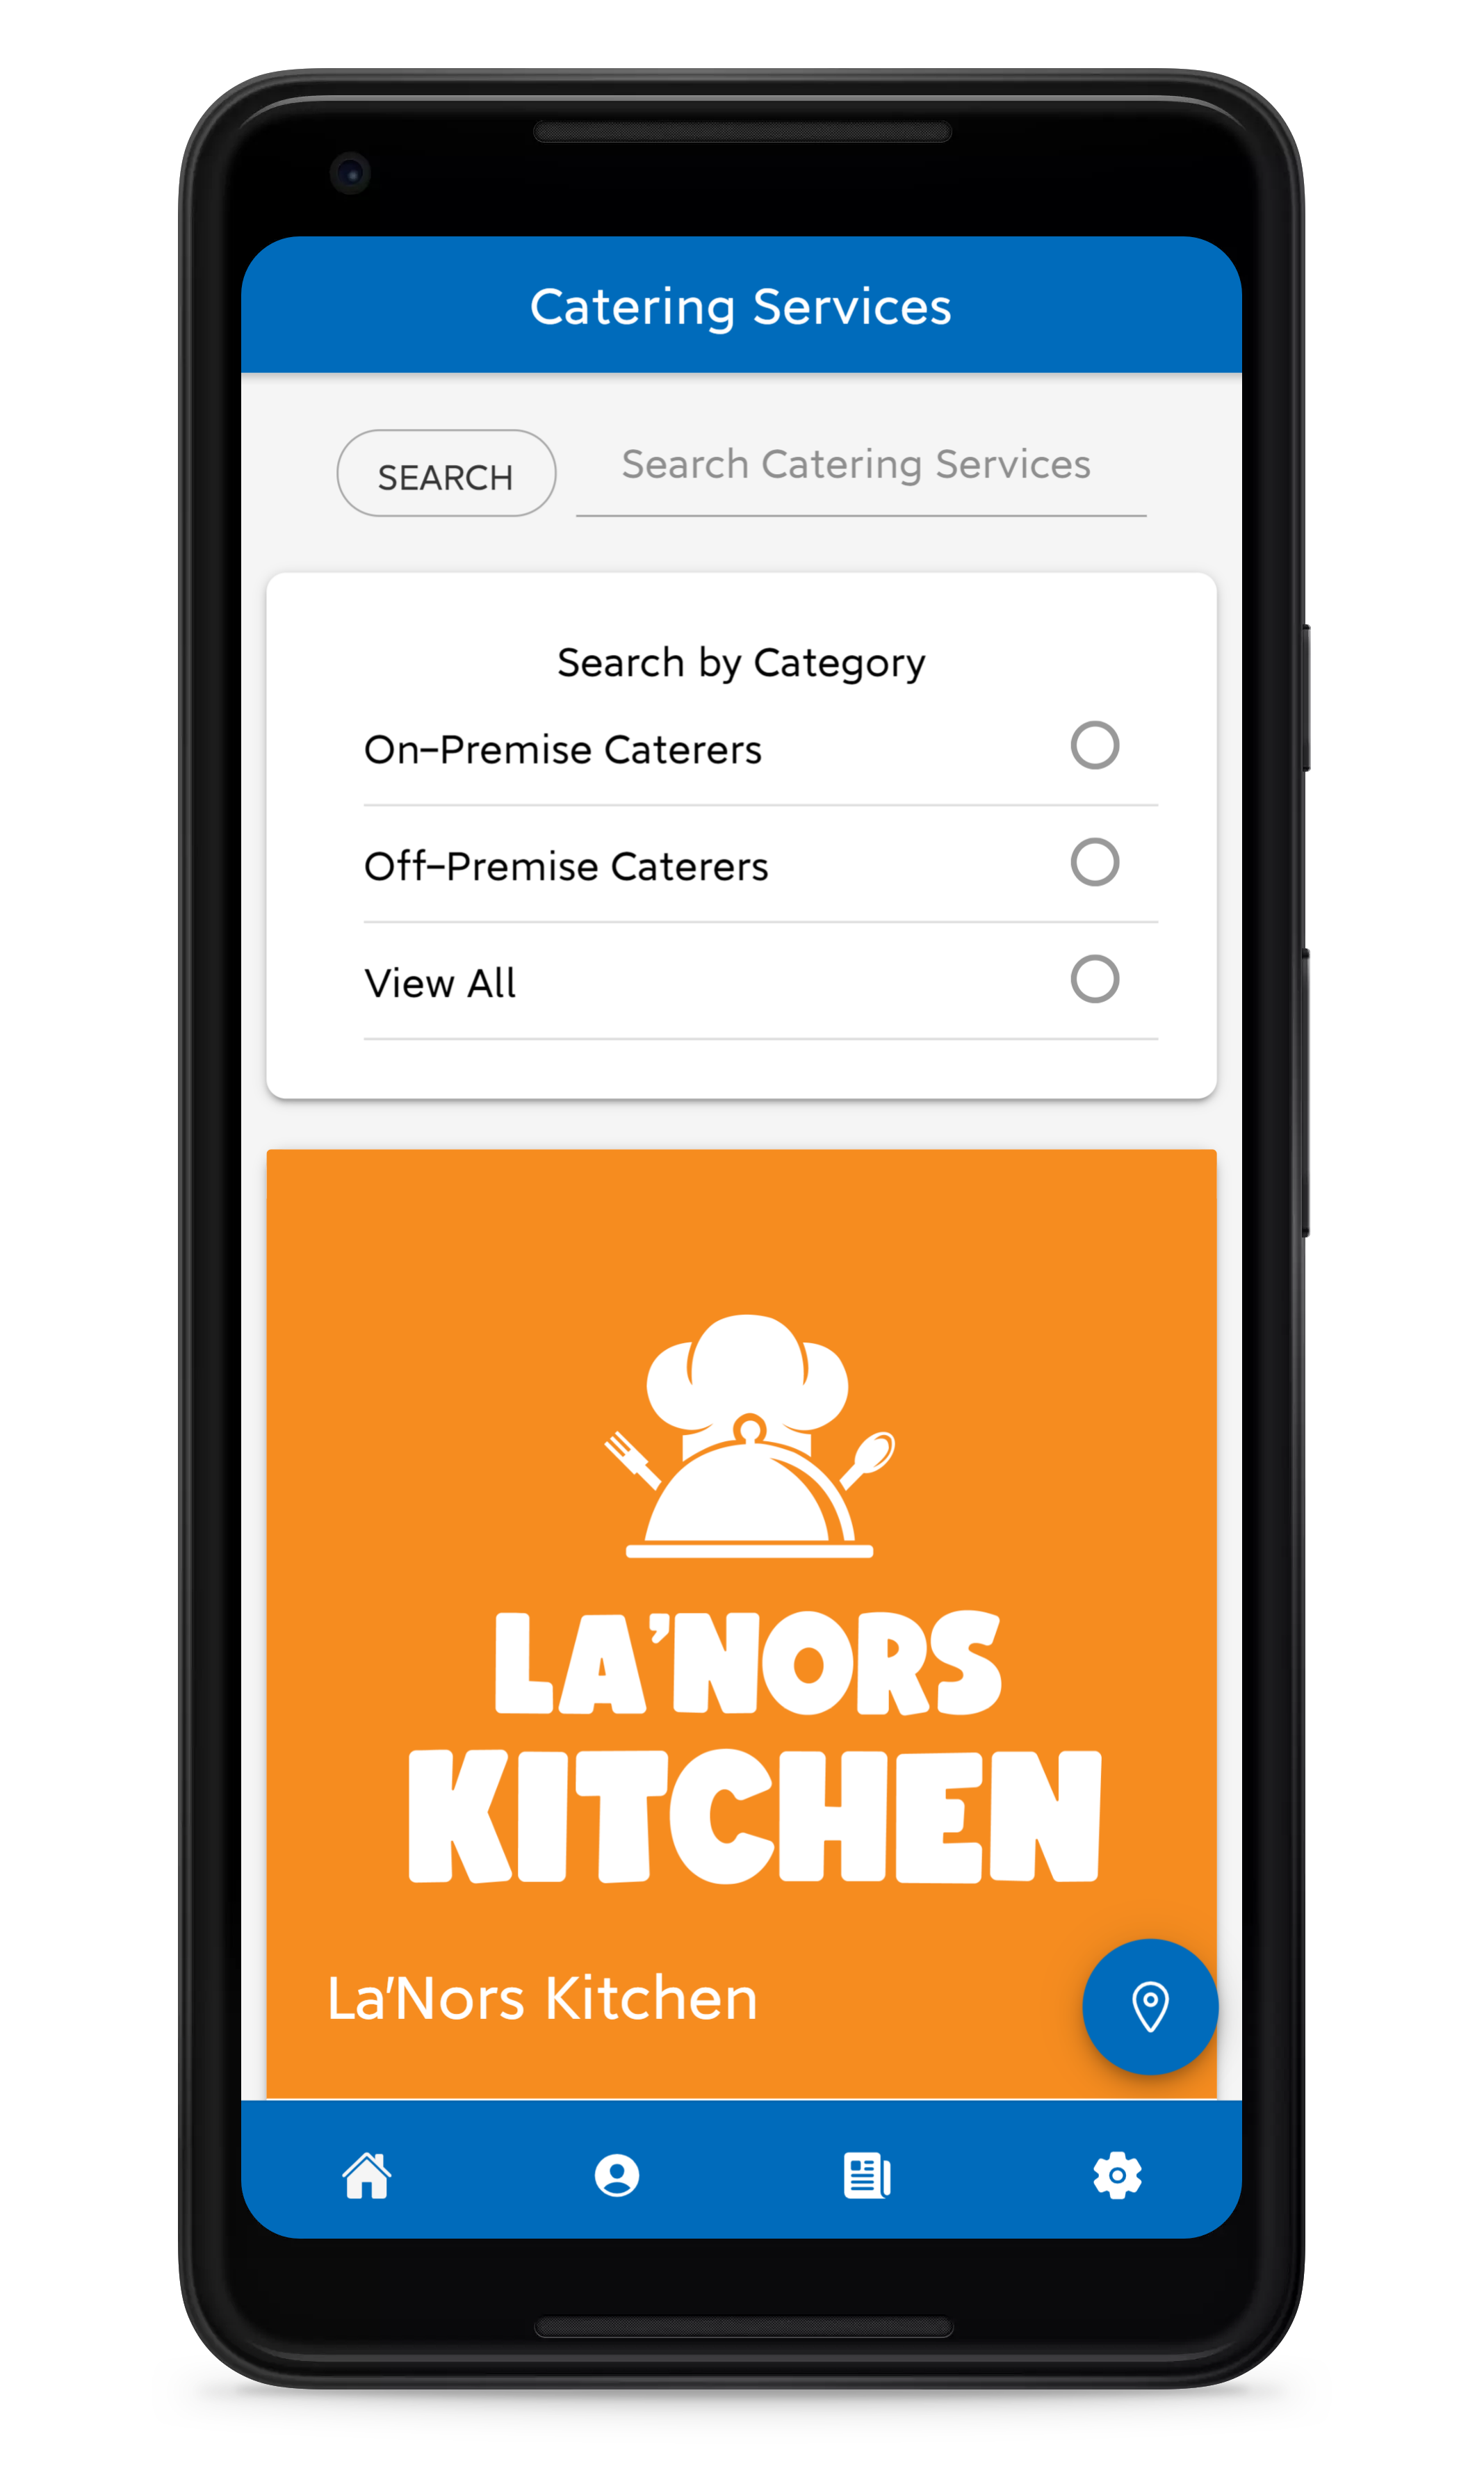 Catering Services
SEARCH
Search Catering Services
Search by Category
On-Premise Caterers
Off-Premise Caterers
View All
LA'NORS
KITCHEN
La'Nors Kitchen